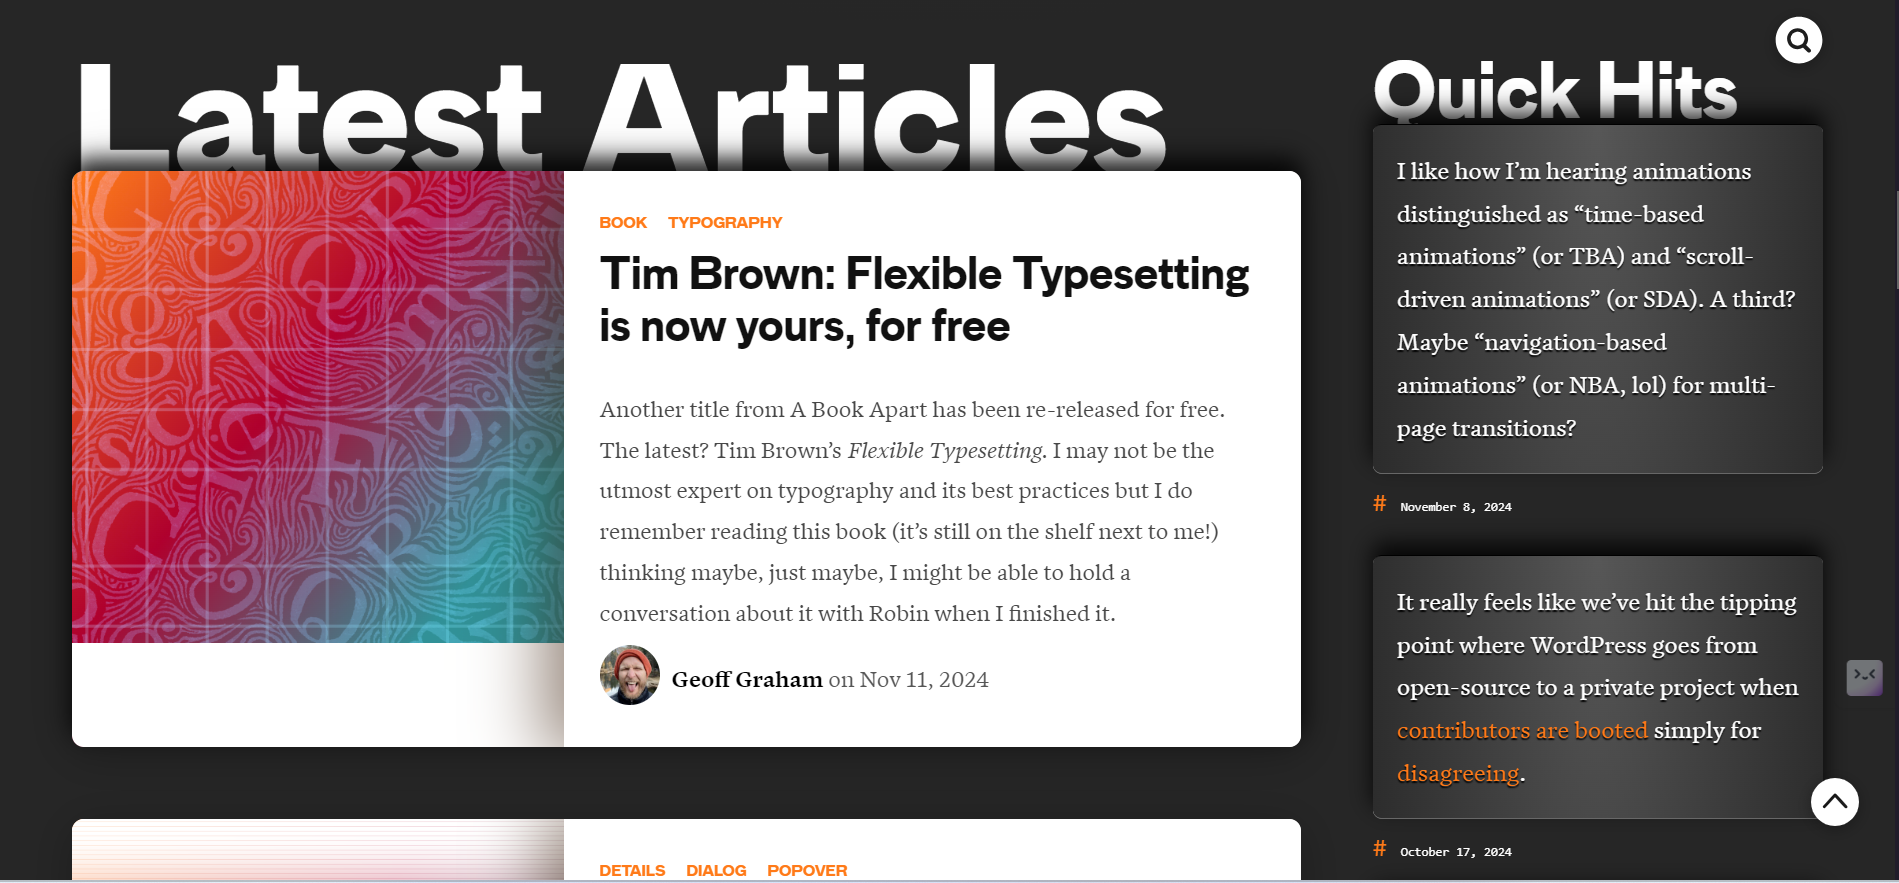 Latest Articles
BOOK TYPOGRAPHY
Tim Brown: Flexible Typesetting
is now yours, for free
Another title from A Book Apart has been re-released for free.
The latest? Tim Brown’s Flexible Typesetting. I may not be the
utmost expert on typography and its best practices but I do
remember reading this book (it’s still on the shelf next to me!)
thinking maybe, just maybe, I might be able to hold a
conversation about it with Robin when I finished it.
Geoff Graham on Nov 11, 2024
DETAILS DIALOG POPOVER
Quick Hits
I like how I’m hearing animations
distinguished as “time-based
animations” (or TBA) and “scroll-
driven animations” (or SDA). A third?
Maybe “navigation-based
animations” (or NBA, lol) for multi-
page transitions?
# November 8, 2024
It really feels like we’ve hit the tipping
point where WordPress goes from
open-source to a private project when
contributors are booted simply for
disagreeing.
# October 17, 2024